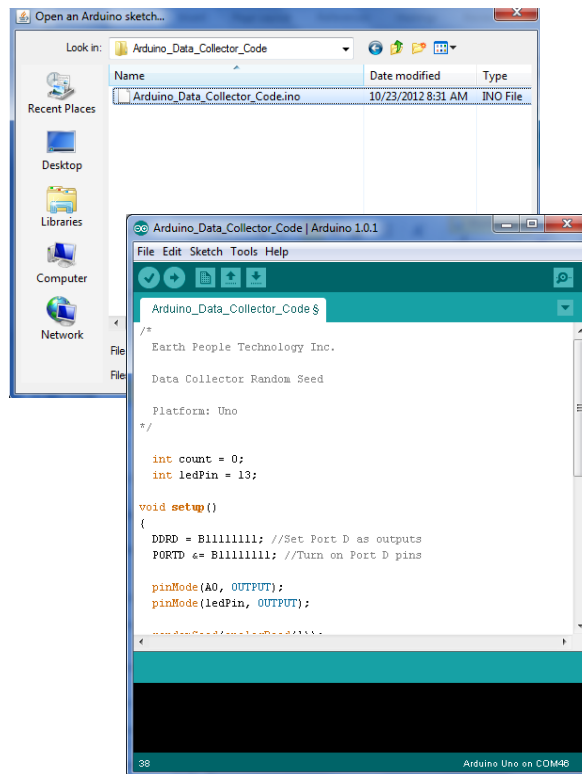 Open an Arduino sketch...
Look in:
Arduino_Data_Collector_Code
Name
Date modified
Type
Arduino_Data_Collector_Code.ino
10/23/2012 8:31 AM
INO File
Recent Places
Desktop
Libraries
Computer
Network
File
File
Arduino_Data_Collector_Code | Arduino 1.0.1
File Edit Sketch Tools Help
Arduino_Data_Collector_Code §
/*
Earth People Technology Inc.
Data Collector Random Seed
Platform: Uno
*/
int count = 0;
int ledPin = 13;
void setup()
{
DDRD = B11111111; //Set Port D as outputs
PORTD &= B11111111; //Turn on Port D pins
pinMode(A0, OUTPUT);
pinMode(ledPin, OUTPUT);
38
Arduino Uno on COM46